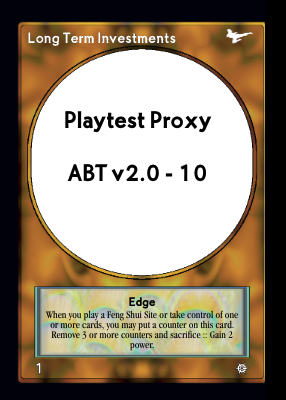 Long Term Investments
Playtest Proxy
ABT v2.0 - 10
Edge
When you play a Feng Shui Site or take control of one
or more cards, you may put a counter on this card.
Remove 3 or more counters and sacrifice :: Gain 2
power.
1